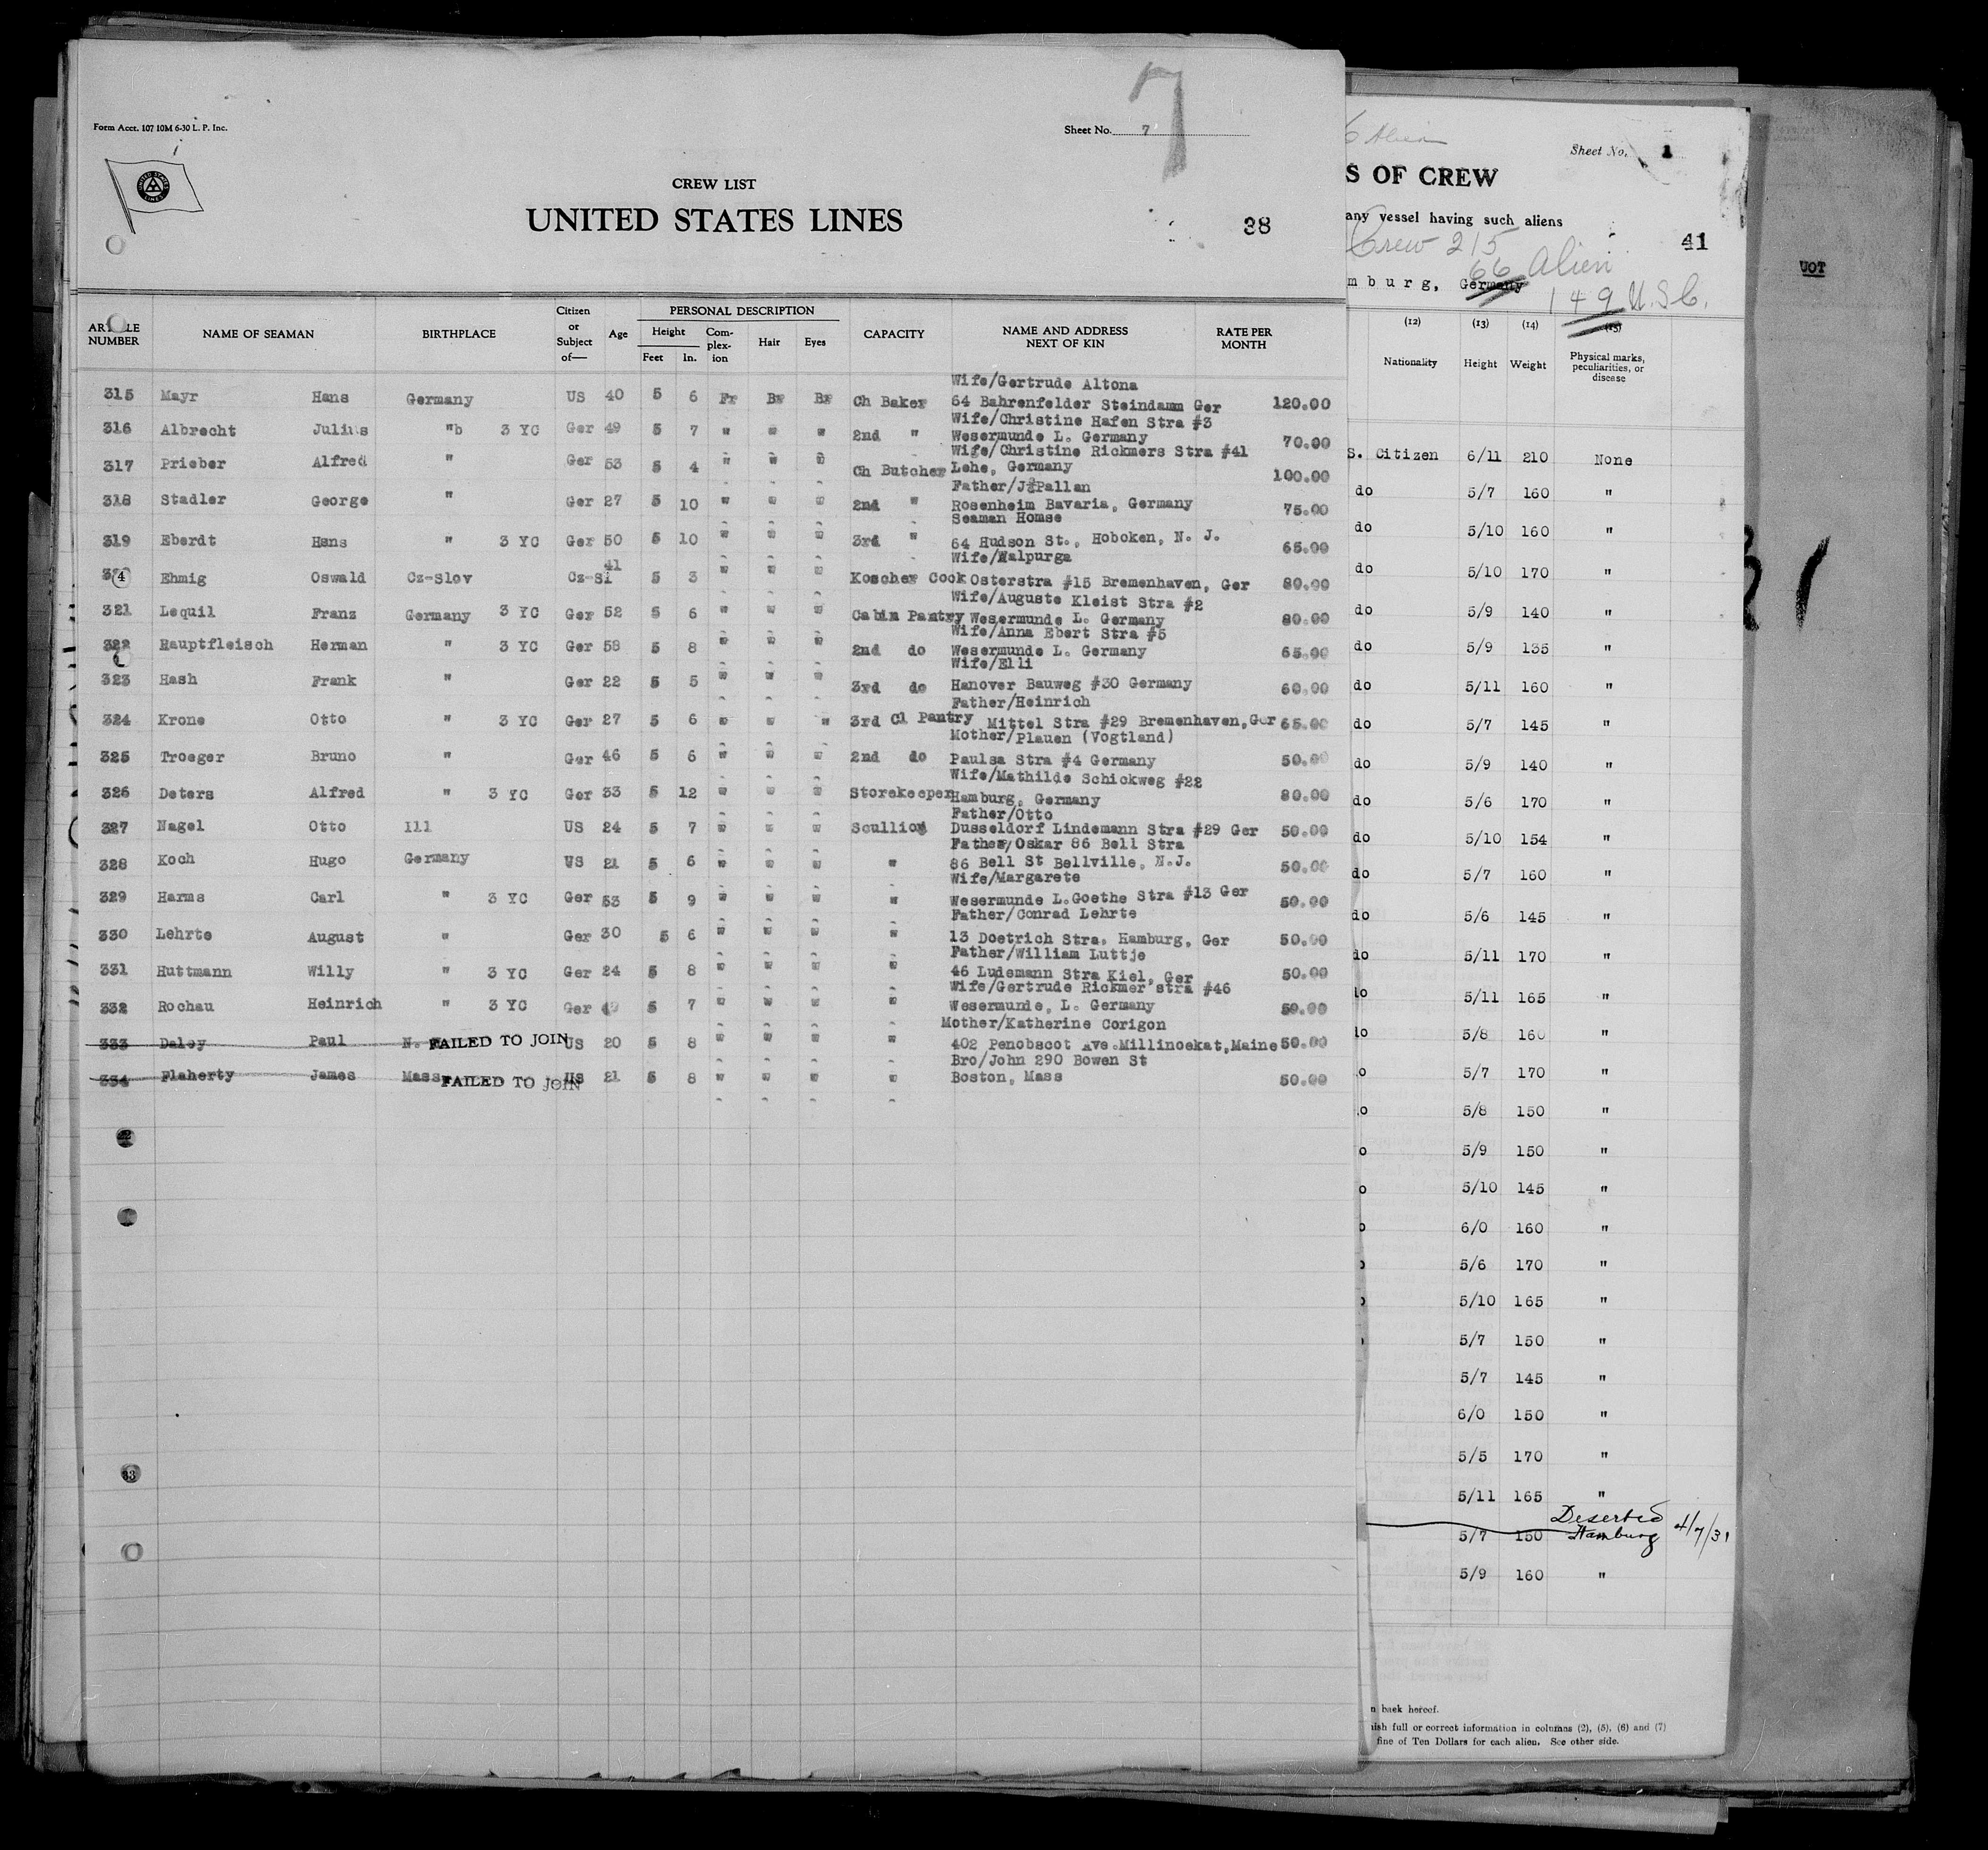 7
Form Acct. 107 10M 6-30 L. P. Inc.
Sheet No. 7
CREW LIST
UNITED STATES LINES
38
ARTICLE NUMBER NAME OF SEAMAN BIRTHPLACE Citizen or Subject of— Age PERSONAL DESCRIPTION Height Feet In. Com-plex-ion Hair Eyes CAPACITY NAME AND ADDRESS NEXT OF KIN RATE PER MONTH
Wife/Gertrude Altona
315 Mayr Hans Germany US 40 5 6 Fr Br Br Ch Baker 64 Bahrenfelder Steindamm Ger 120.00
Wife/Christine Hafen Stra #3
316 Albrecht Julius "b 3 YC Ger 49 5 7 " " " 2nd " Wesermunde L. Germany 70.00
Wife/Christine Rickmers Stra #41
317 Prieber Alfred " Ger 53 5 4 " " " Ch Butcher Lehe, Germany 100.00
Father/J Pallan
318 Stadler George " Ger 27 5 10 " " " 2nd " Rosenheim Bavaria, Germany 75.00
Seaman Homse
319 Eberdt Hans " 3 YC Ger 50 5 10 " " " 3rd " 64 Hudson St., Hoboken, N. J. 65.00
Wife/Walpurga
4 Ehmig Oswald Cz-Slov Cz-Sl 41 5 3 " " " Koscher Cook Osterstra #15 Bremenhaven, Ger 80.00
Wife/Auguste Kleist Stra #2
321 Lequil Franz Germany 3 YC Ger 52 5 6 " " " Cabin Pantry Wesermunde L. Germany 80.00
Wife/Anna Ebert Stra #5
322 Hauptfleisch Herman " 3 YC Ger 58 5 8 " " " 2nd do Wesermunde L. Germany 65.00
Wife/Elli
323 Hash Frank " Ger 22 5 5 " " " 3rd do Hanover Bauweg #30 Germany 60.00
Father/Heinrich
324 Krone Otto " 3 YC Ger 27 5 6 " " " 3rd Cl Pantry Mittel Stra #29 Bremenhaven, Ger 65.00
Mother/Plauen (Vogtland)
325 Troeger Bruno " Ger 46 5 6 " " " 2nd do Paulsa Stra #4 Germany 50.00
Wife/Mathilde Schickweg #22
326 Deters Alfred " 3 YC Ger 33 5 12 " " " Storekeeper Hamburg, Germany 80.00
Father/Otto
327 Nagel Otto Ill US 24 5 7 " " " Scullion Dusseldorf Lindemann Stra #29 Ger 50.00
Father/Oskar 86 Bell Stra
328 Koch Hugo Germany US 21 5 6 " " " " 86 Bell St Bellville, N.J. 50.00
Wife/Margarete
329 Harms Carl " 3 YC Ger 53 5 9 " " " " Wesermunde L.Goethe Stra #13 Ger 50.00
Father/Conrad Lehrte
330 Lehrte August " Ger 30 5 6 " " " " 13 Doetrich Stra. Hamburg, Ger 50.00
Father/William Luttje
331 Huttmann Willy " 3 YC Ger 24 5 8 " " " " 46 Ludemann Stra Kiel, Ger 50.00
Wife/Gertrude Rickmer stra #46
332 Rochau Heinrich " 3 YC Ger 5 7 " " " " Wesermunde, L. Germany 50.00
Mother/Katherine Corigon
333 Daley Paul N. FAILED TO JOIN US 20 5 8 " " " " 402 Penobscot Ave.Millinoekat,Maine 50.00
Bro/John 290 Bowen St
334 Flaherty James Mass FAILED TO JOIN US 21 5 8 " " " " Boston, Mass 50.00
33
6 Alien
Sheet No. 1
S OF CREW
any vessel having such aliens
Crew 215
41
66 Alien
mburg, Germany
149 U.S.C.
(12) (13) (14) (15)
Nationality Height Weight Physical marks, peculiarities, or disease
S. Citizen 6/11 210 None
do 5/7 160 "
do 5/10 160 "
do 5/10 170 "
do 5/9 140 "
do 5/9 135 "
do 5/11 160 "
do 5/7 145 "
do 5/9 140 "
do 5/6 170 "
do 5/10 154 "
do 5/7 160 "
do 5/6 145 "
do 5/11 170 "
do 5/11 165 "
do 5/8 160 "
o 5/7 170 "
o 5/8 150 "
o 5/9 150 "
o 5/10 145 "
6/0 160 "
5/6 170 "
5/10 165 "
5/7 150 "
5/7 145 "
6/0 150 "
5/5 170 "
5/11 165 "
Deserted
5/7 150 Hamburg 4/7/31
5/9 160 "
n back hereof.
nish full or correct information in columns (2), (5), (6) and (7)
fine of Ten Dollars for each alien. See other side.